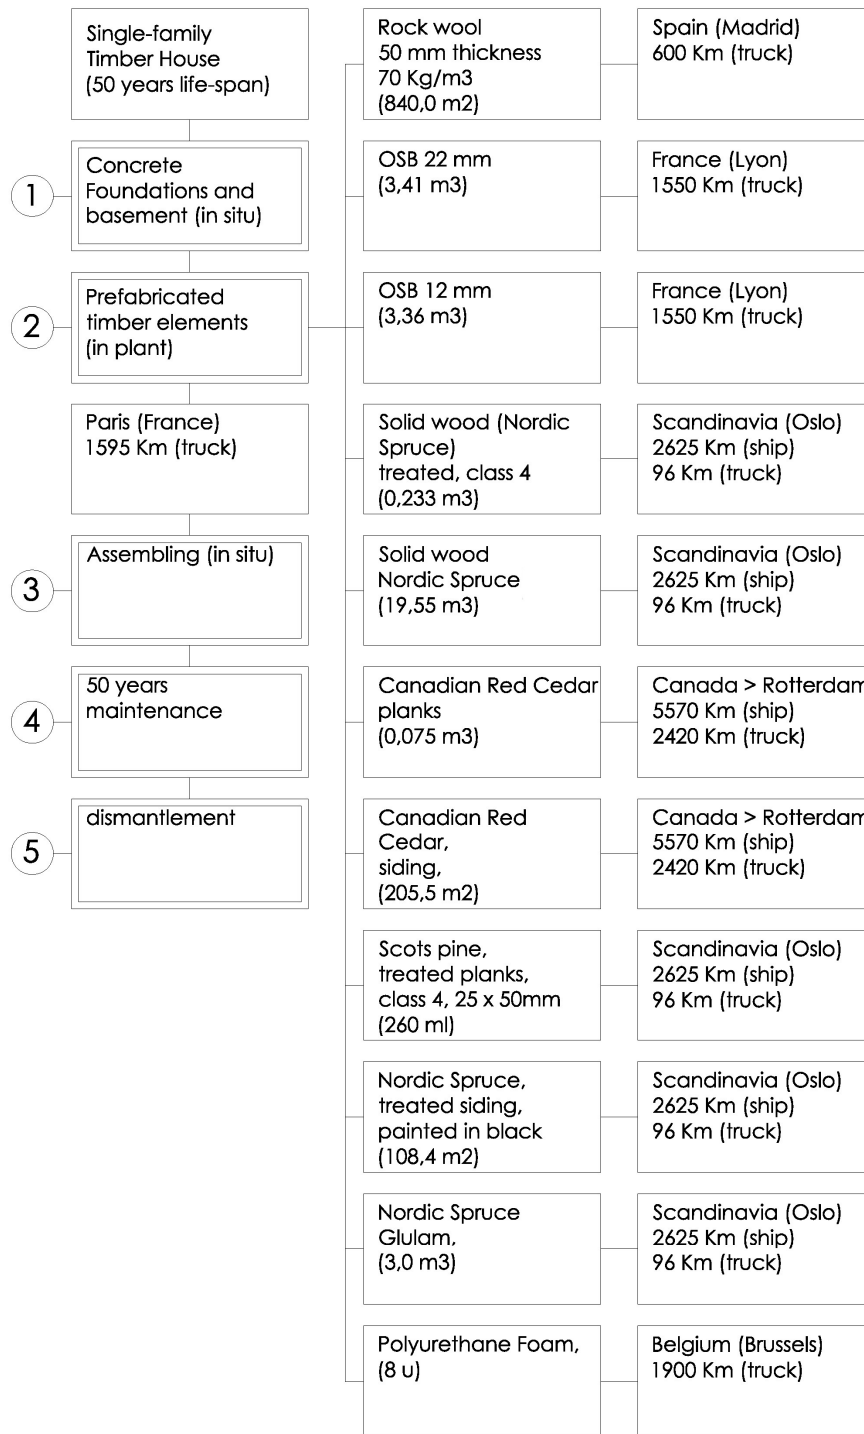 Single-family
Timber House
(50 years life-span)
1
Concrete
Foundations and
basement (in situ)
2
Prefabricated
timber elements
(in plant)
Paris (France)
1595 Km (truck)
3
Assembling (in situ)
4
50 years
maintenance
5
dismantlement
Rock wool
50 mm thickness
70 Kg/m3
(840,0 m2)
Spain (Madrid)
600 Km (truck)
OSB 22 mm
(3,41 m3)
France (Lyon)
1550 Km (truck)
OSB 12 mm
(3,36 m3)
France (Lyon)
1550 Km (truck)
Solid wood (Nordic
Spruce)
treated, class 4
(0,233 m3)
Scandinavia (Oslo)
2625 Km (ship)
96 Km (truck)
Solid wood
Nordic Spruce
(19,55 m3)
Scandinavia (Oslo)
2625 Km (ship)
96 Km (truck)
Canadian Red Cedar
planks
(0,075 m3)
Canada > Rotterdam
5570 Km (ship)
2420 Km (truck)
Canadian Red
Cedar,
siding,
(205,5 m2)
Canada > Rotterdam
5570 Km (ship)
2420 Km (truck)
Scots pine,
treated planks,
class 4, 25 x 50mm
(260 ml)
Scandinavia (Oslo)
2625 Km (ship)
96 Km (truck)
Nordic Spruce,
treated siding,
painted in black
(108,4 m2)
Scandinavia (Oslo)
2625 Km (ship)
96 Km (truck)
Nordic Spruce
Glulam,
(3,0 m3)
Scandinavia (Oslo)
2625 Km (ship)
96 Km (truck)
Polyurethane Foam,
(8 u)
Belgium (Brussels)
1900 Km (truck)